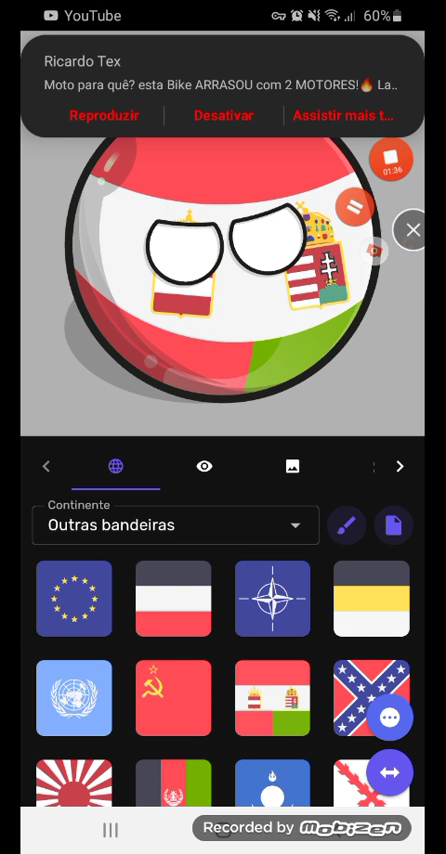 YouTube
60%
Ricardo Tex
Moto para quê? esta Bike ARRASOU com 2 MOTORES!🔥 La..
Reproduzir
Desativar
Assistir mais t...
01:36
Continente
Outras bandeiras
Recorded by mobizen